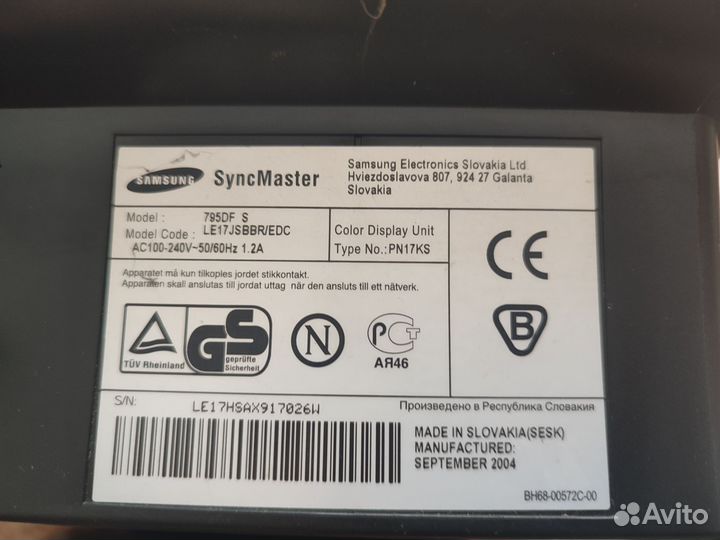 SAMSUNG SyncMaster
Samsung Electronics Slovakia Ltd
Hviezdoslavova 807, 924 27 Galanta
Slovakia
Model : 795DF S
Model Code: LE17JSBBR/EDC
AC100-240V~50/60Hz 1.2A
Color Display Unit
Type No.:PN17KS
Apparatet må kun tilkoples jordet stikkontakt.
Apparaten skall anslutas till jordat uttag när den ansluts till ett nätverk.
CE
TÜV Rheinland
GS
geprüfte
Sicherheit
N
PCT
АЯ46
B
S/N: LE17HSAX917026W
Произведено в Республика Словакия
MADE IN SLOVAKIA(SESK)
MANUFACTURED:
SEPTEMBER 2004
BH68-00572C-00
Avito